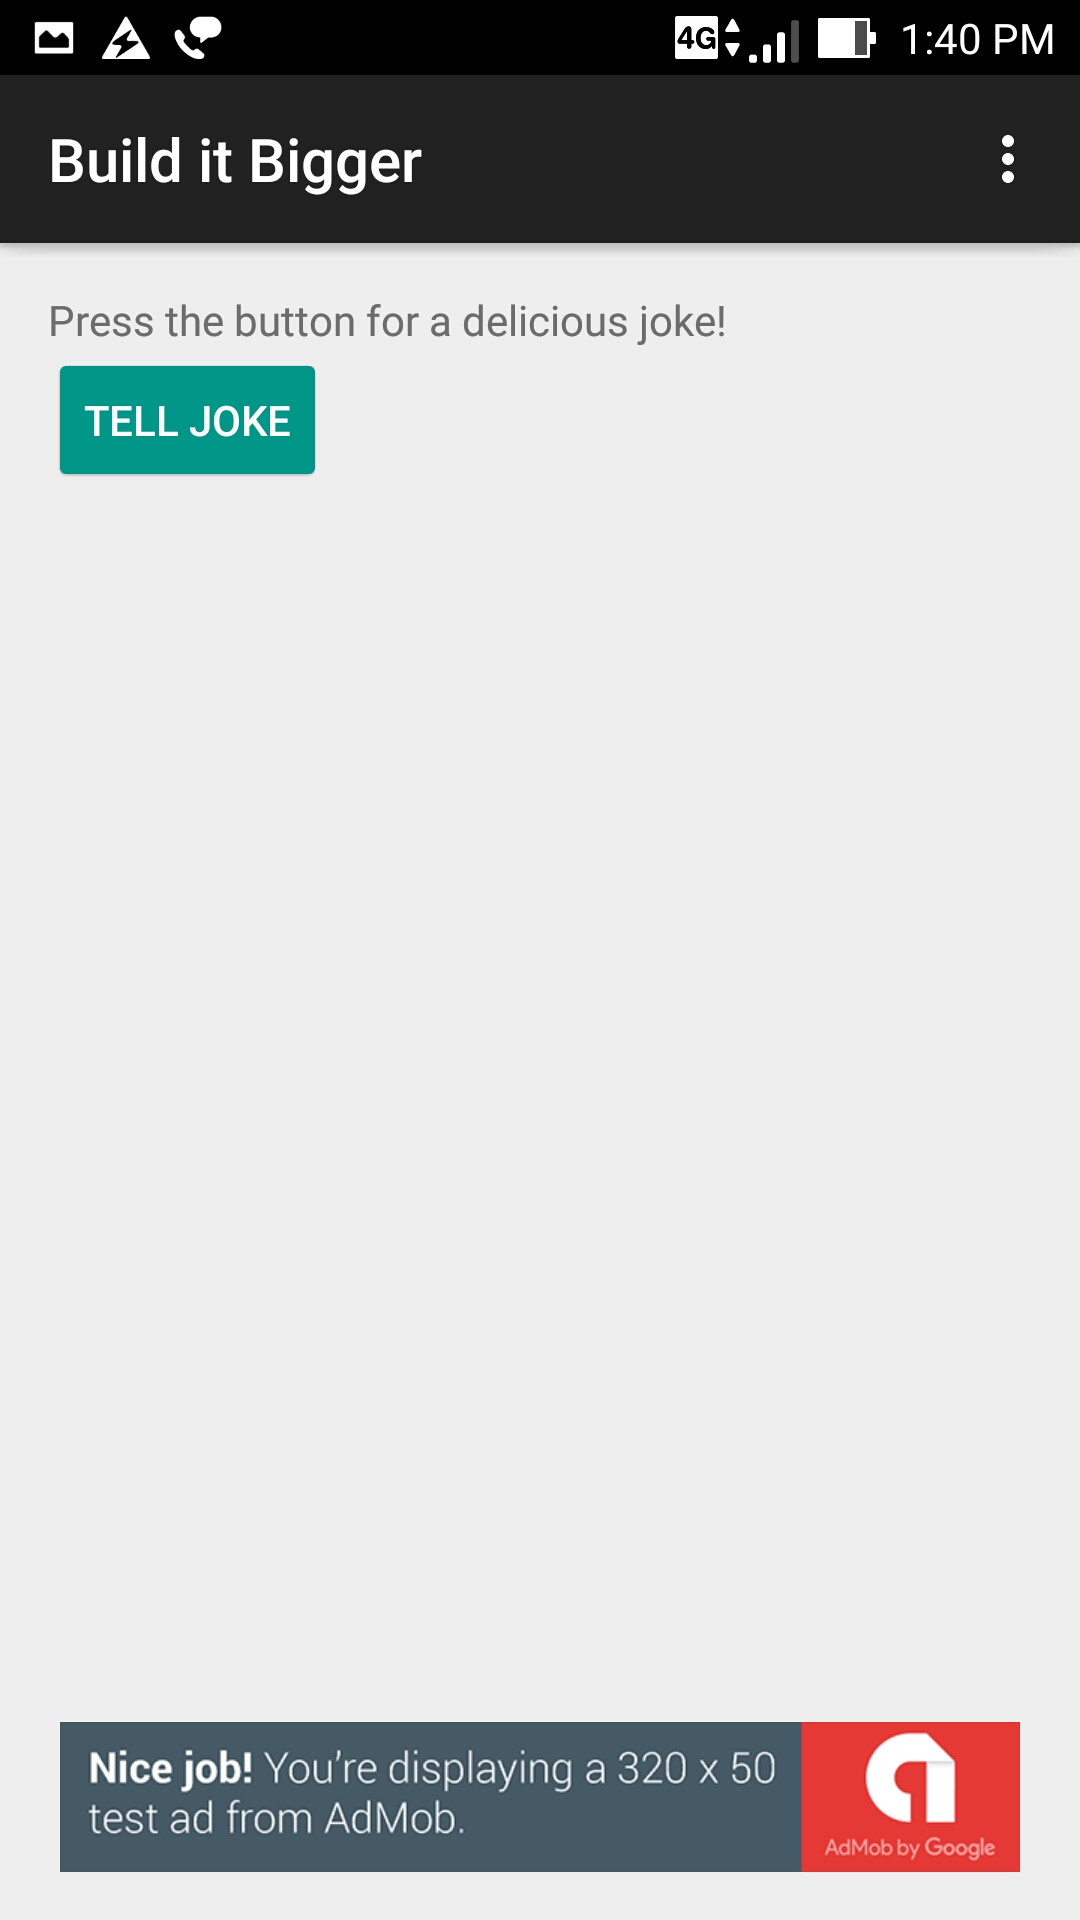 4G 1:40 PM
Build it Bigger
Press the button for a delicious joke!
TELL JOKE
Nice job! You're displaying a 320 x 50
test ad from AdMob.
AdMob by Google